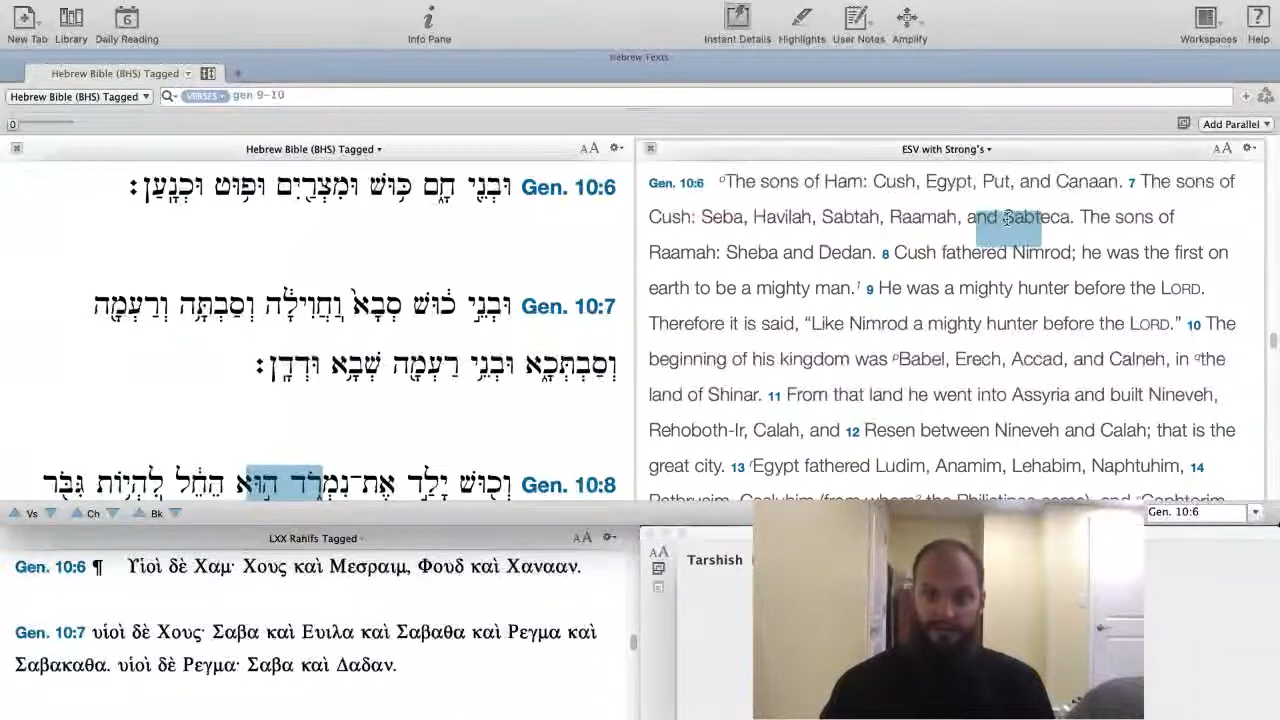 New Tab Library Daily Reading Info Pane Instant Details Highlights User Notes Amplify Workspaces Help
6
Hebrew Texts
Hebrew Bible (BHS) Tagged
Hebrew Bible (BHS) Tagged VERSES gen 9-10
0 Add Parallel
Hebrew Bible (BHS) Tagged
Gen. 10:6 וּבְנֵ֖י חָ֑ם כּ֥וּשׁ וּמִצְרַ֖יִם וּפ֥וּט וּכְנָֽעַן׃
Gen. 10:7 וּבְנֵ֣י כ֔וּשׁ סְבָא֙ וַֽחֲוִילָ֔ה וְסַבְתָּ֥ה וְרַעְמָ֖ה
וְסַבְתְּכָ֑א וּבְנֵ֥י רַעְמָ֖ה שְׁבָ֥א וּדְדָֽן׃
Gen. 10:8 וְכ֖וּשׁ יָלַ֣ד אֶת־נִמְרֹ֑ד ה֣וּא הֵחֵ֔ל לִֽהְי֥וֹת גִּבֹּ֖ר
Vs Ch Bk
ESV with Strong's
Gen. 10:6 oThe sons of Ham: Cush, Egypt, Put, and Canaan. 7 The sons of
Cush: Seba, Havilah, Sabtah, Raamah, and Sabteca. The sons of
Raamah: Sheba and Dedan. 8 Cush fathered Nimrod; he was the first on
earth to be a mighty man.¹ 9 He was a mighty hunter before the LORD.
Therefore it is said, “Like Nimrod a mighty hunter before the LORD.” 10 The
beginning of his kingdom was pBabel, Erech, Accad, and Calneh, in qthe
land of Shinar. 11 From that land he went into Assyria and built Nineveh,
Rehoboth-Ir, Calah, and 12 Resen between Nineveh and Calah; that is the
great city. 13 rEgypt fathered Ludim, Anamim, Lehabim, Naphtuhim, 14
Gen. 10:6
LXX Rahlfs Tagged
Gen. 10:6 ¶ Υἱοὶ δὲ Χαμ· Χους καὶ Μεσραιμ, Φουδ καὶ Χανααν.
Gen. 10:7 υἱοὶ δὲ Χους· Σαβα καὶ Ευιλα καὶ Σαβαθα καὶ Ρεγμα καὶ
Σαβακαθα. υἱοὶ δὲ Ρεγμα· Σαβα καὶ Δαδαν.
Tarshish